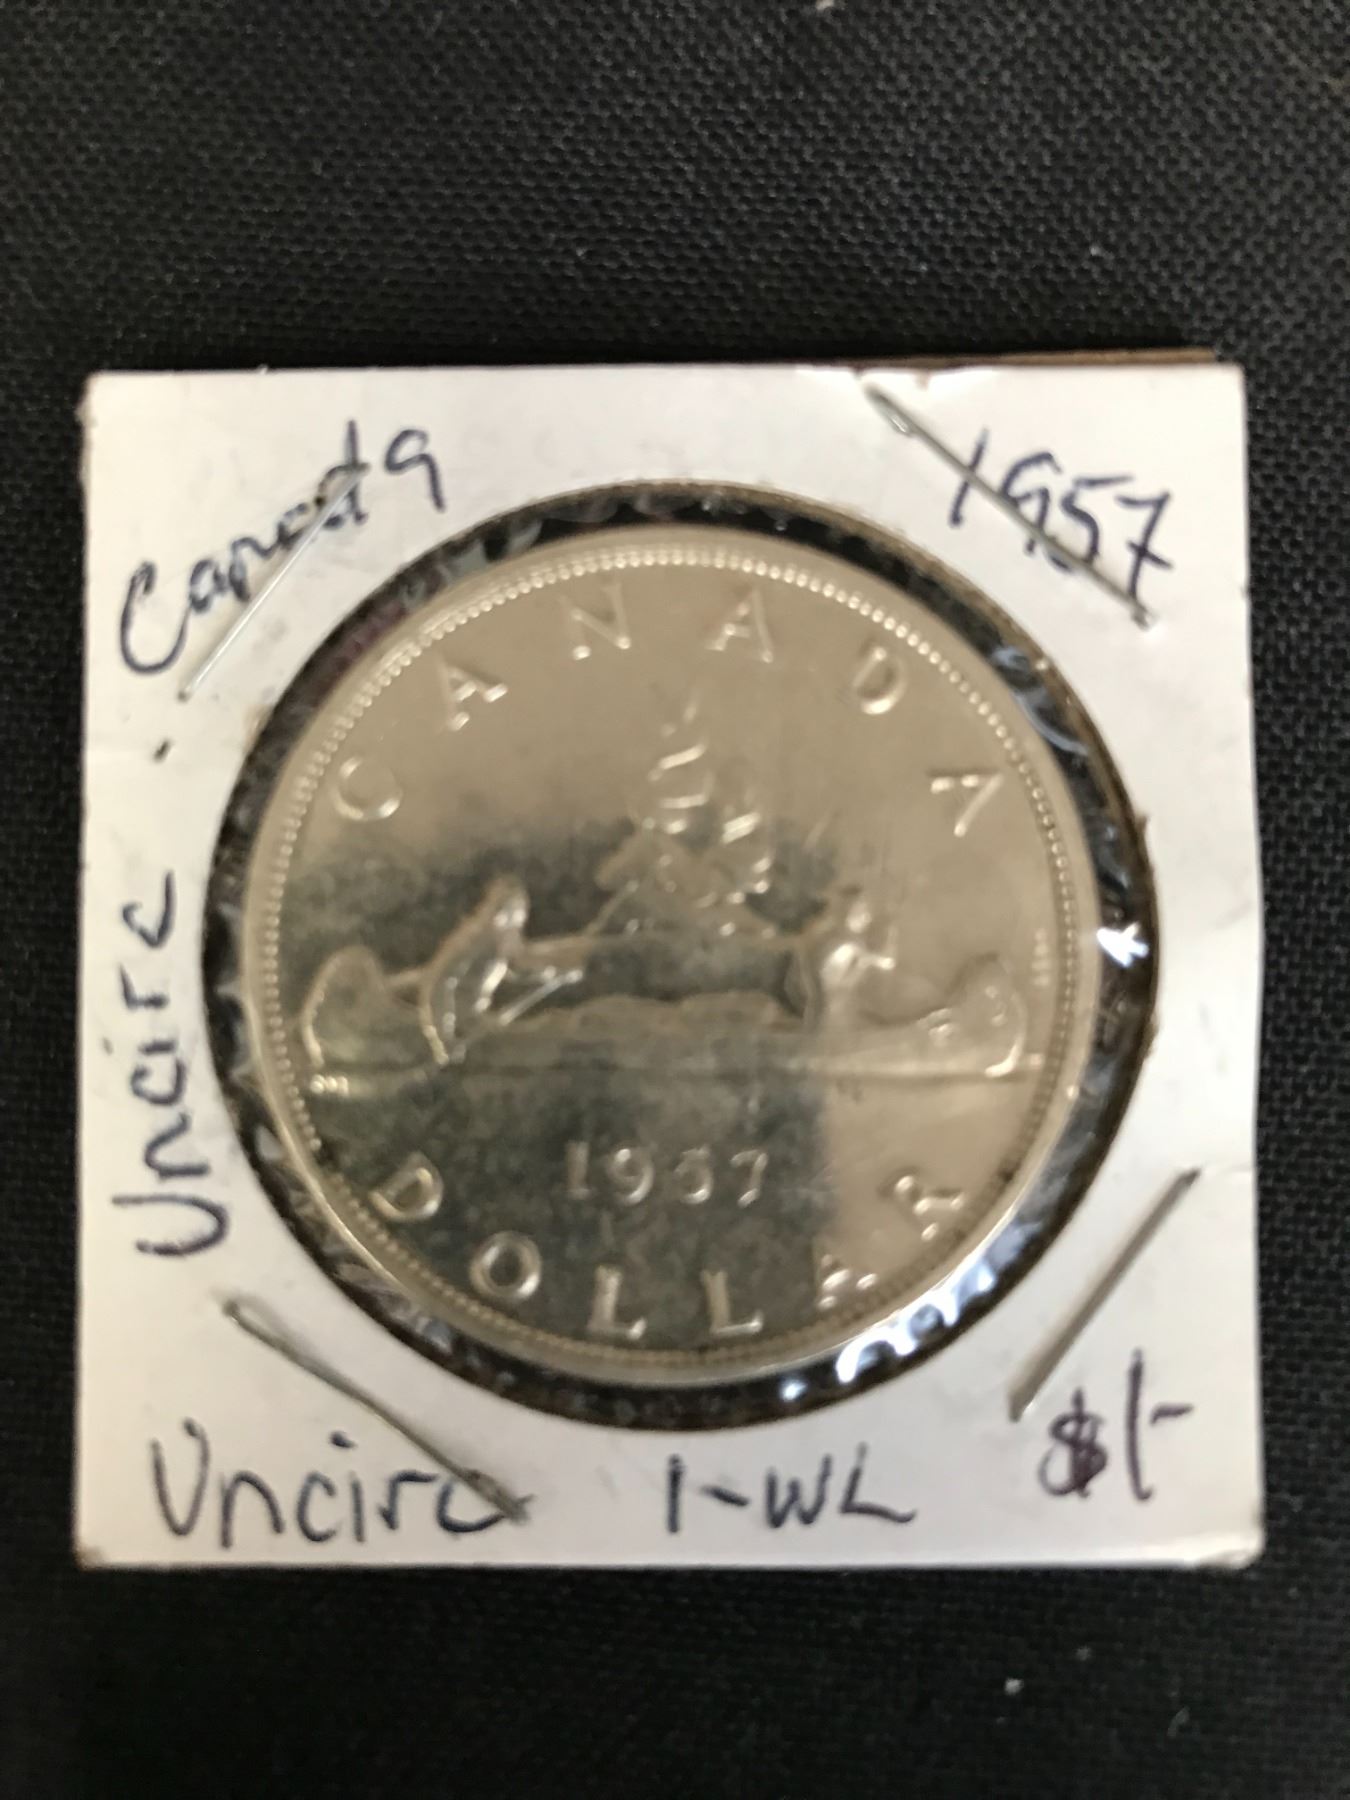 Canada
1957
Uncirc
CANADA
1957
DOLLAR
Uncirc
1-WL
$1-